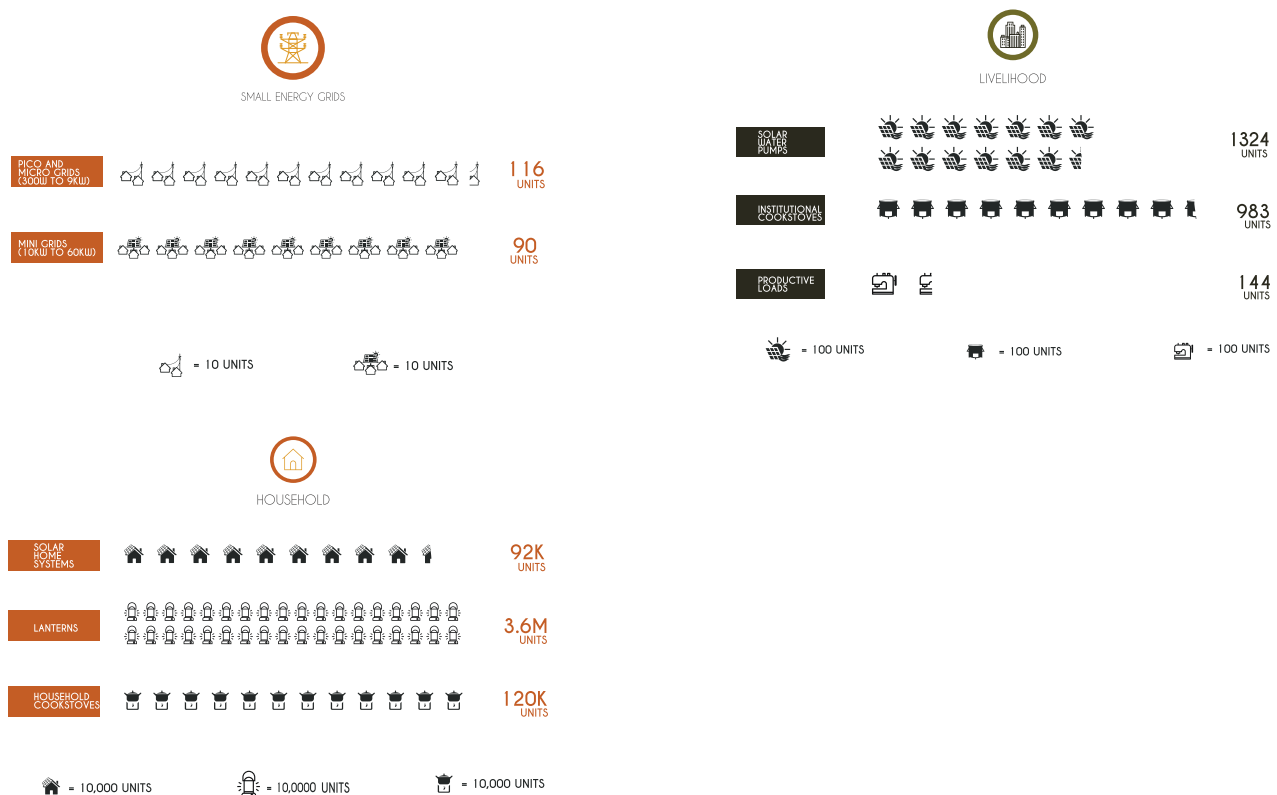 SMALL ENERGY GRIDS
PICO AND
MICRO GRIDS
(300W TO 9KW)
116
UNITS
MINI GRIDS
(10KW TO 60KW)
90
UNITS
= 10 UNITS
= 10 UNITS
LIVELIHOOD
SOLAR
WATER
PUMPS
1324
UNITS
INSTITUTIONAL
COOKSTOVES
983
UNITS
PRODUCTIVE
LOADS
144
UNITS
= 100 UNITS
= 100 UNITS
= 100 UNITS
HOUSEHOLD
SOLAR
HOME
SYSTEMS
92K
UNITS
LANTERNS
3.6M
UNITS
HOUSEHOLD
COOKSTOVES
120K
UNITS
= 10,000 UNITS
= 10,0000 UNITS
= 10,000 UNITS